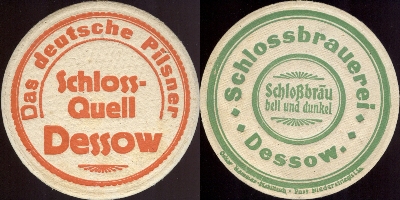 Das deutsche Pilsner
Schloss-
Quell
Dessow
Schlossbrauerei
Schloßbräu
hell und dunkel
Dessow.